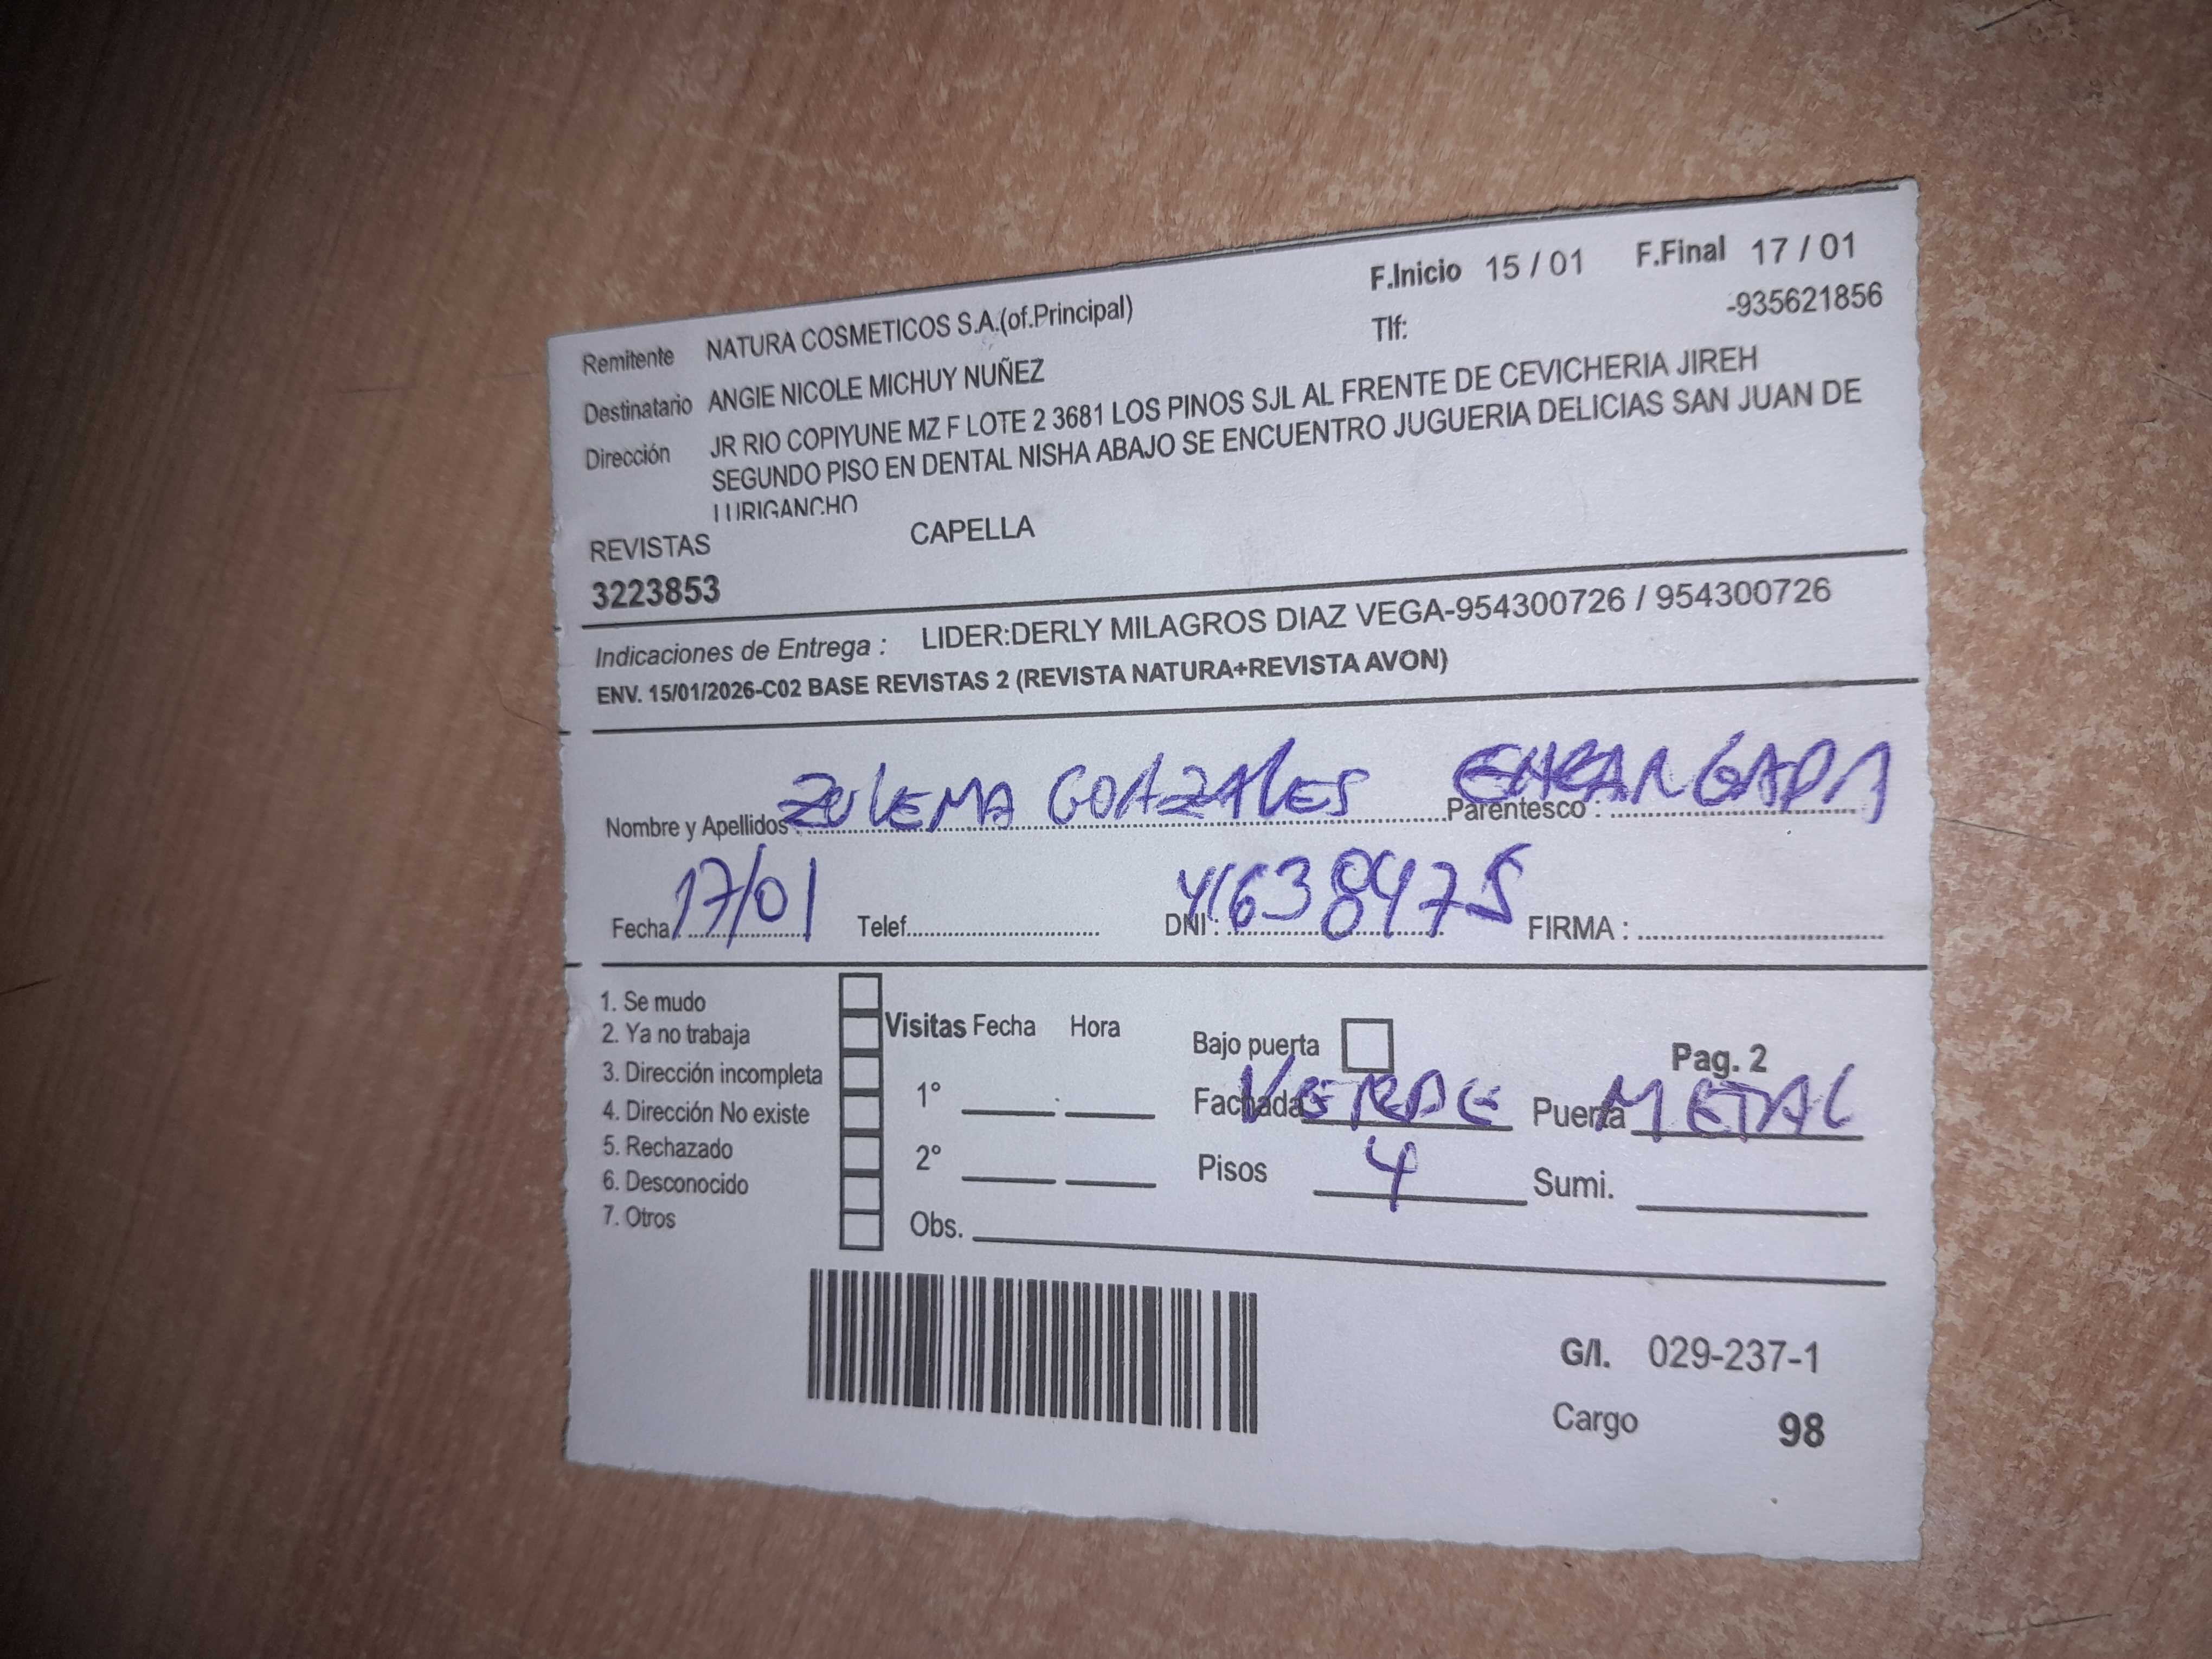 F.Inicio 15 / 01 F.Final 17 / 01
Remitente NATURA COSMETICOS S.A.(of.Principal) Tlf: -935621856
Destinatario ANGIE NICOLE MICHUY NUÑEZ
Dirección JR RIO COPIYUNE MZ F LOTE 2 3681 LOS PINOS SJL AL FRENTE DE CEVICHERIA JIREH
SEGUNDO PISO EN DENTAL NISHA ABAJO SE ENCUENTRO JUGUERIA DELICIAS SAN JUAN DE
LURIGANCHO
REVISTAS CAPELLA
3223853
Indicaciones de Entrega : LIDER:DERLY MILAGROS DIAZ VEGA-954300726 / 954300726
ENV. 15/01/2026-C02 BASE REVISTAS 2 (REVISTA NATURA+REVISTA AVON)
Nombre y Apellidos : ZULEMA GONZALES Parentesco : ENCARGADA
Fecha : 17/01 Telef. DNI : 41638475 FIRMA :
1. Se mudo
2. Ya no trabaja Visitas Fecha Hora Bajo puerta Pag. 2
3. Dirección incompleta
4. Dirección No existe 1° Fachada VERDE Puerta METAL
5. Rechazado
6. Desconocido 2° Pisos 4 Sumi.
7. Otros Obs.
G/I. 029-237-1
Cargo 98